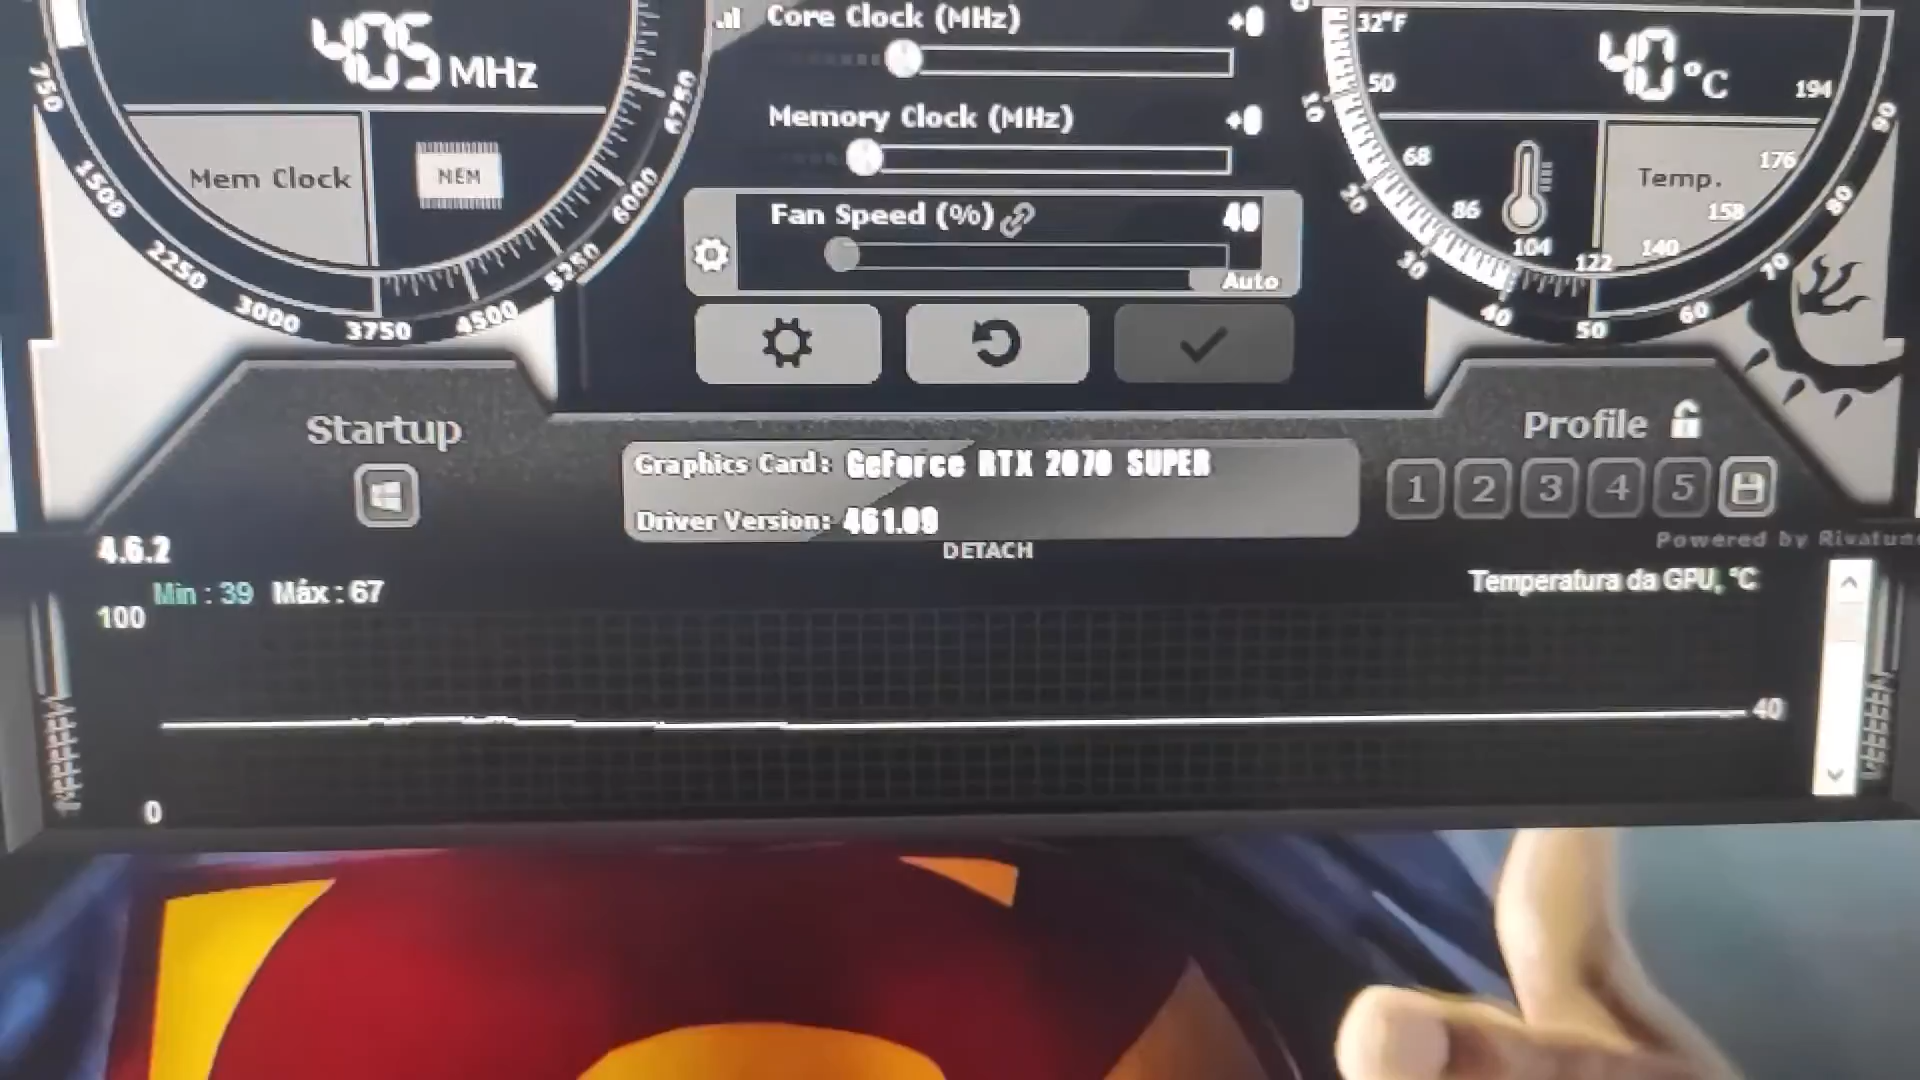 405 MHz
Mem Clock
MEM
750
1500
2250
3000
3750
4500
5250
6000
6750
Core Clock (MHz) +0
Memory Clock (MHz) +0
Fan Speed (%) 40
Auto
40 °C
Temp.
32°F
50
68
86
104
122
140
158
176
194
10
20
30
40
50
60
70
80
90
Startup
Graphics Card: GeForce RTX 2070 SUPER
Driver Version: 461.09
Profile
1 2 3 4 5
4.6.2
DETACH
Powered by Rivatune
Min : 39 Máx : 67
Temperatura da GPU, °C
100
40
0